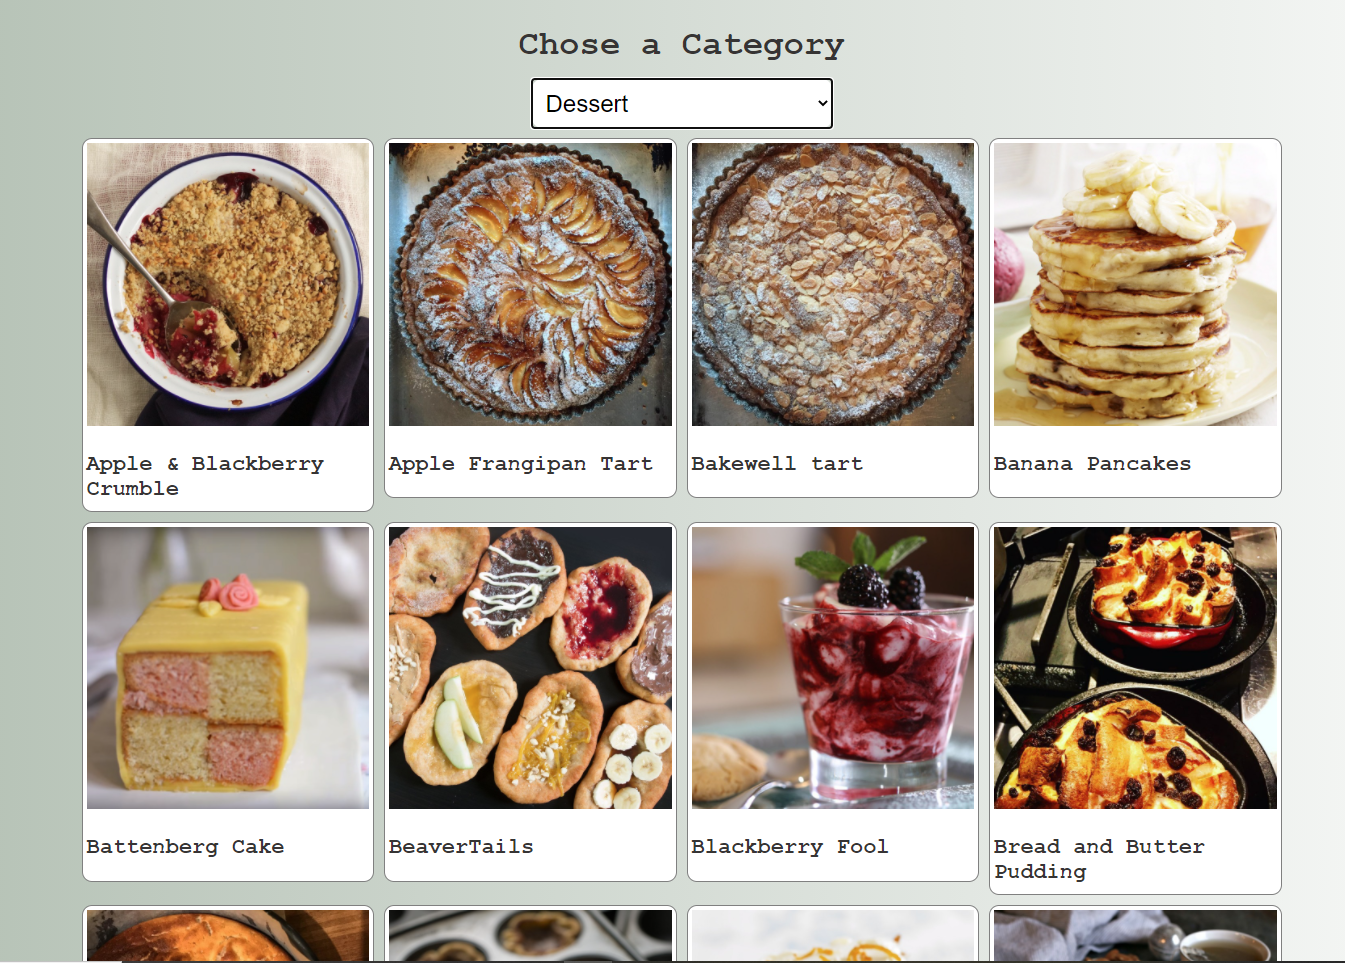 Chose a Category
Dessert
Apple & Blackberry
Crumble
Apple Frangipan Tart
Bakewell tart
Banana Pancakes
Battenberg Cake
BeaverTails
Blackberry Fool
Bread and Butter
Pudding